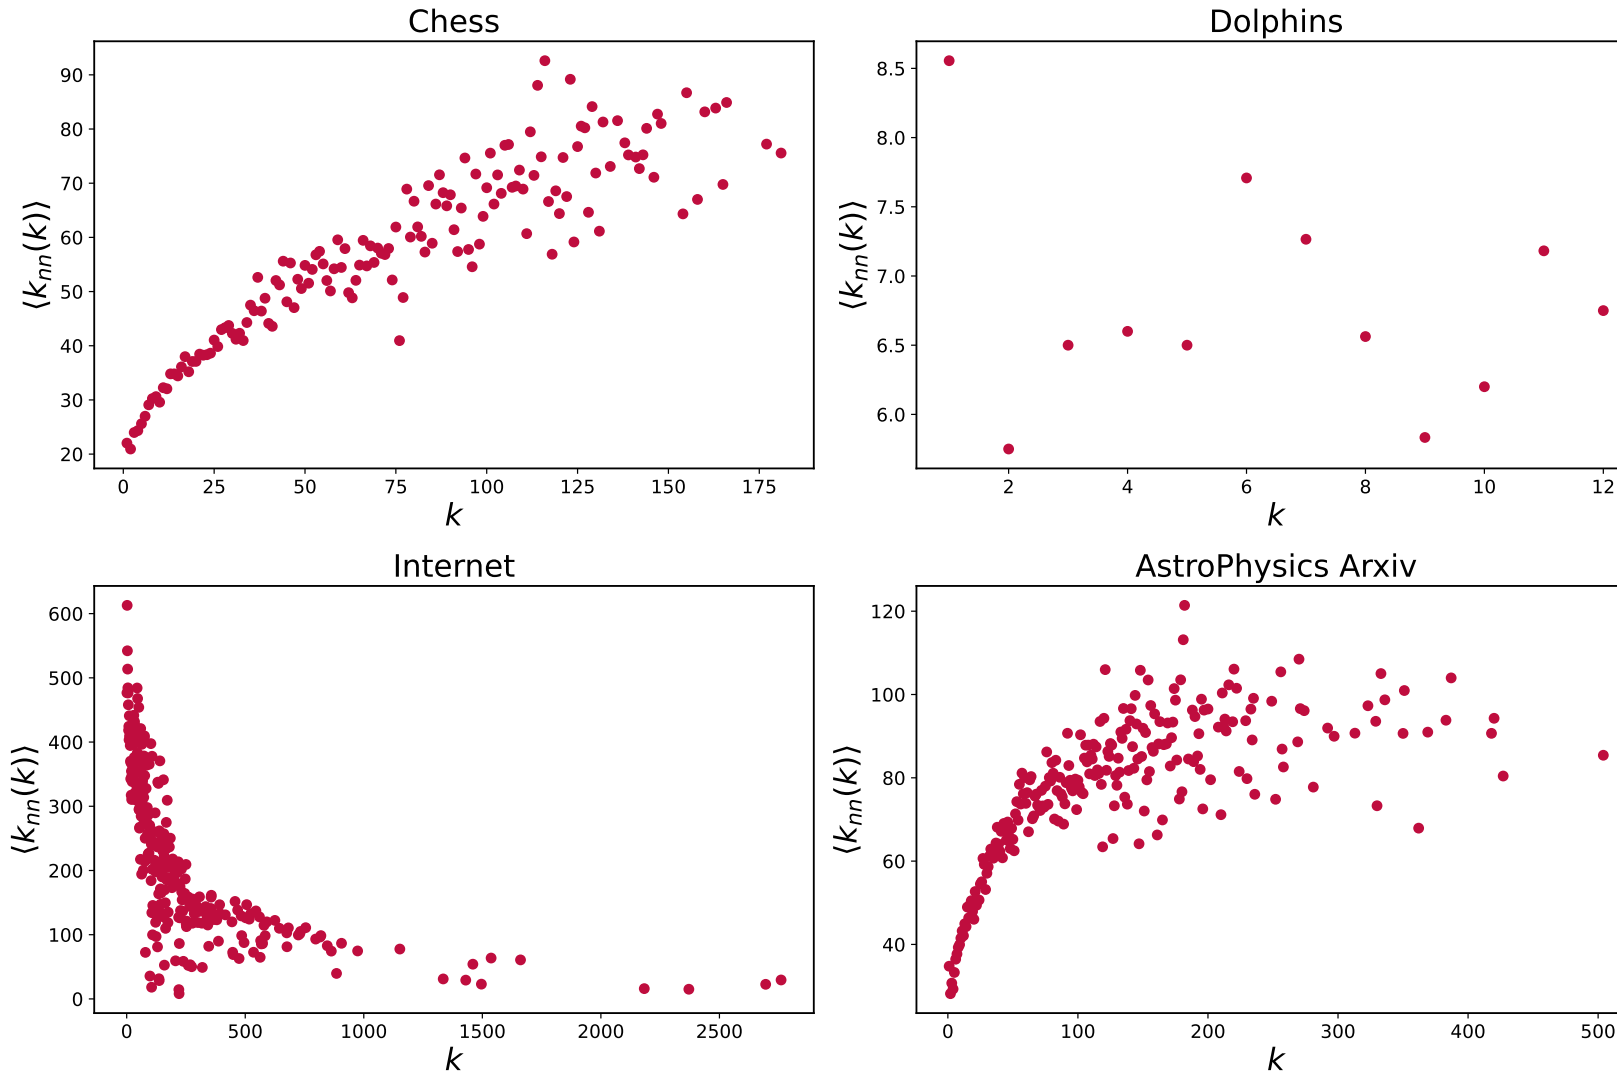 Chess
⟨k_nn(k)⟩
90
80
70
60
50
40
30
20
0 25 50 75 100 125 150 175
k
Dolphins
⟨k_nn(k)⟩
8.5
8.0
7.5
7.0
6.5
6.0
2 4 6 8 10 12
k
Internet
⟨k_nn(k)⟩
600
500
400
300
200
100
0
0 500 1000 1500 2000 2500
k
AstroPhysics Arxiv
⟨k_nn(k)⟩
120
100
80
60
40
0 100 200 300 400 500
k